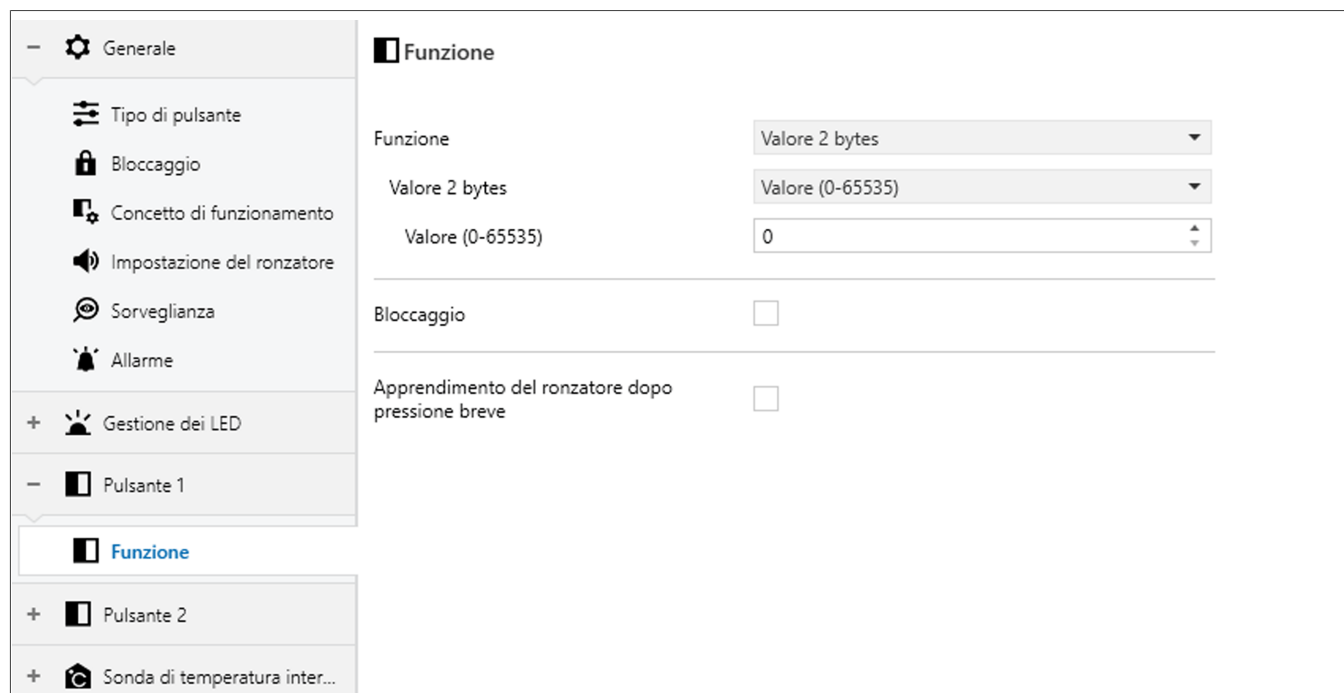 Generale
Tipo di pulsante
Bloccaggio
Concetto di funzionamento
Impostazione del ronzatore
Sorveglianza
Allarme
Gestione dei LED
Pulsante 1
Funzione
Pulsante 2
Sonda di temperatura inter...
Funzione
Funzione Valore 2 bytes
Valore 2 bytes Valore (0-65535)
Valore (0-65535) 0
Bloccaggio
Apprendimento del ronzatore dopo
pressione breve